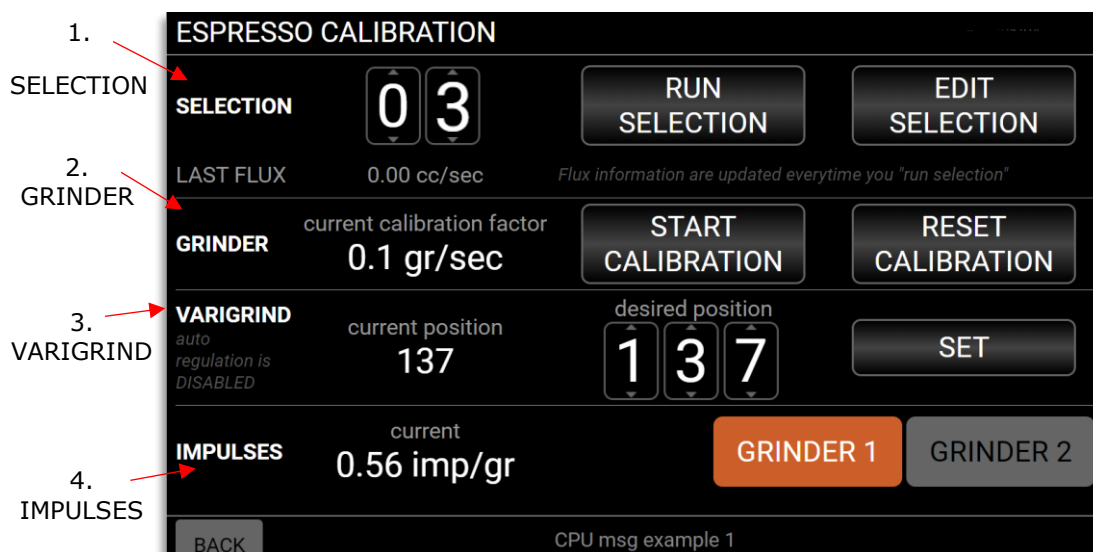 1.
SELECTION
2.
GRINDER
3.
VARIGRIND
4.
IMPULSES
ESPRESSO CALIBRATION
SELECTION
0 3
RUN
SELECTION
EDIT
SELECTION
LAST FLUX 0.00 cc/sec Flux information are updated everytime you "run selection"
GRINDER
current calibration factor
0.1 gr/sec
START
CALIBRATION
RESET
CALIBRATION
VARIGRIND
auto
regulation is
DISABLED
current position
137
desired position
1 3 7
SET
IMPULSES
current
0.56 imp/gr
GRINDER 1
GRINDER 2
BACK
CPU msg example 1